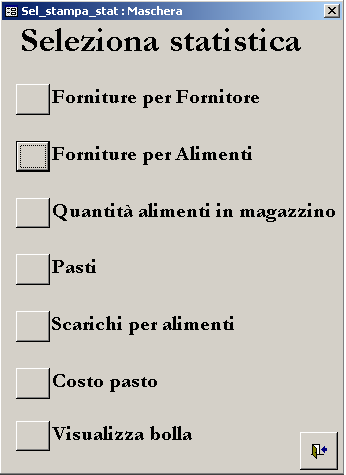 Sel_stampa_stat : Maschera
Seleziona statistica
Forniture per Fornitore
Forniture per Alimenti
Quantità alimenti in magazzino
Pasti
Scarichi per alimenti
Costo pasto
Visualizza bolla